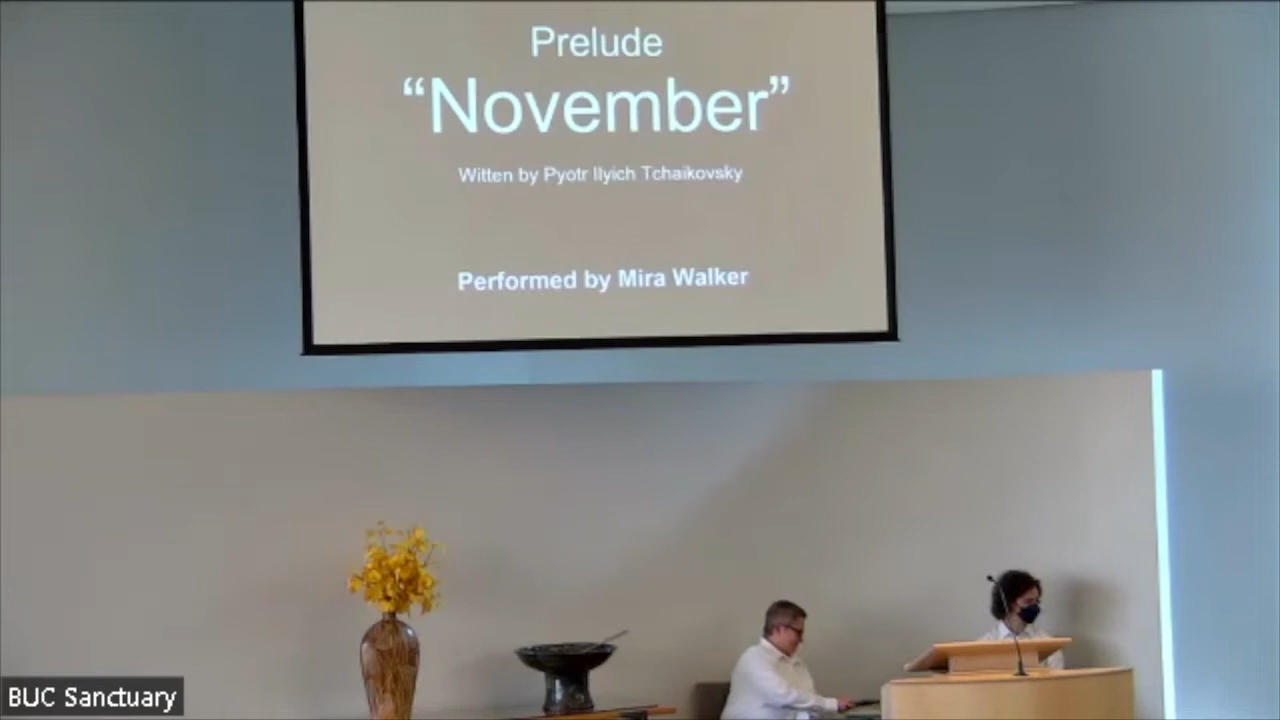 Prelude
“November”
Witten by Pyotr Ilyich Tchaikovsky
Performed by Mira Walker
BUC Sanctuary